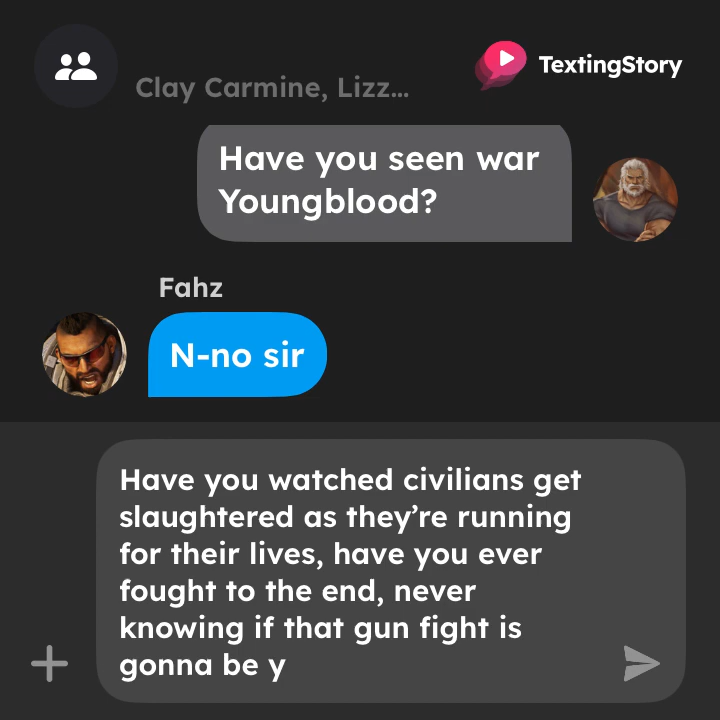 Clay Carmine, Lizz...
TextingStory
Have you seen war
Youngblood?
Fahz
N-no sir
Have you watched civilians get
slaughtered as they’re running
for their lives, have you ever
fought to the end, never
knowing if that gun fight is
gonna be y